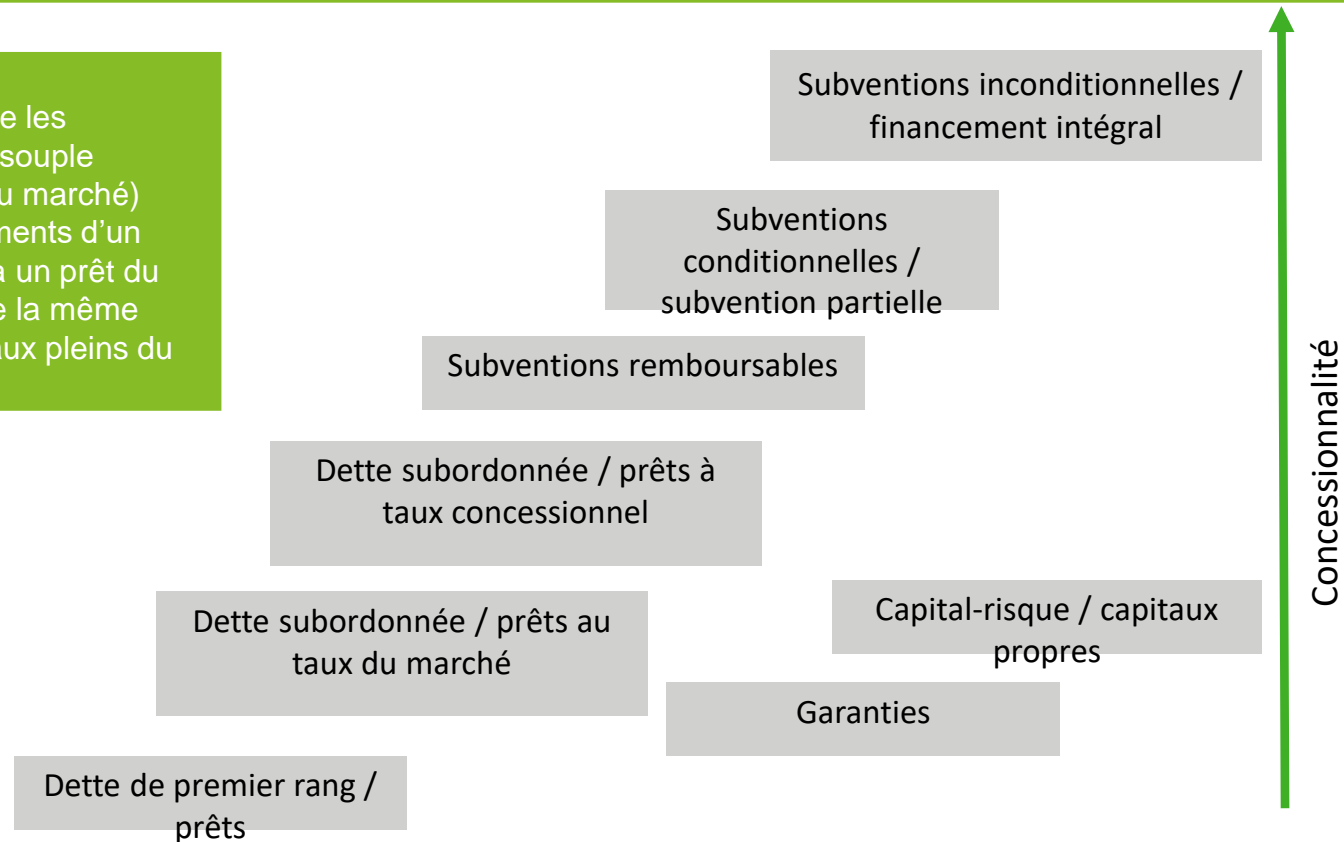 e les
souple
u marché)
ments d'un
a un prêt du
e la même
aux pleins du
Subventions inconditionnelles /
financement intégral
Subventions
conditionnelles /
subvention partielle
Subventions remboursables
Dette subordonnée / prêts à
taux concessionnel
Dette subordonnée / prêts au
taux du marché
Capital-risque / capitaux
propres
Garanties
Dette de premier rang /
prêts
Concessionnalité